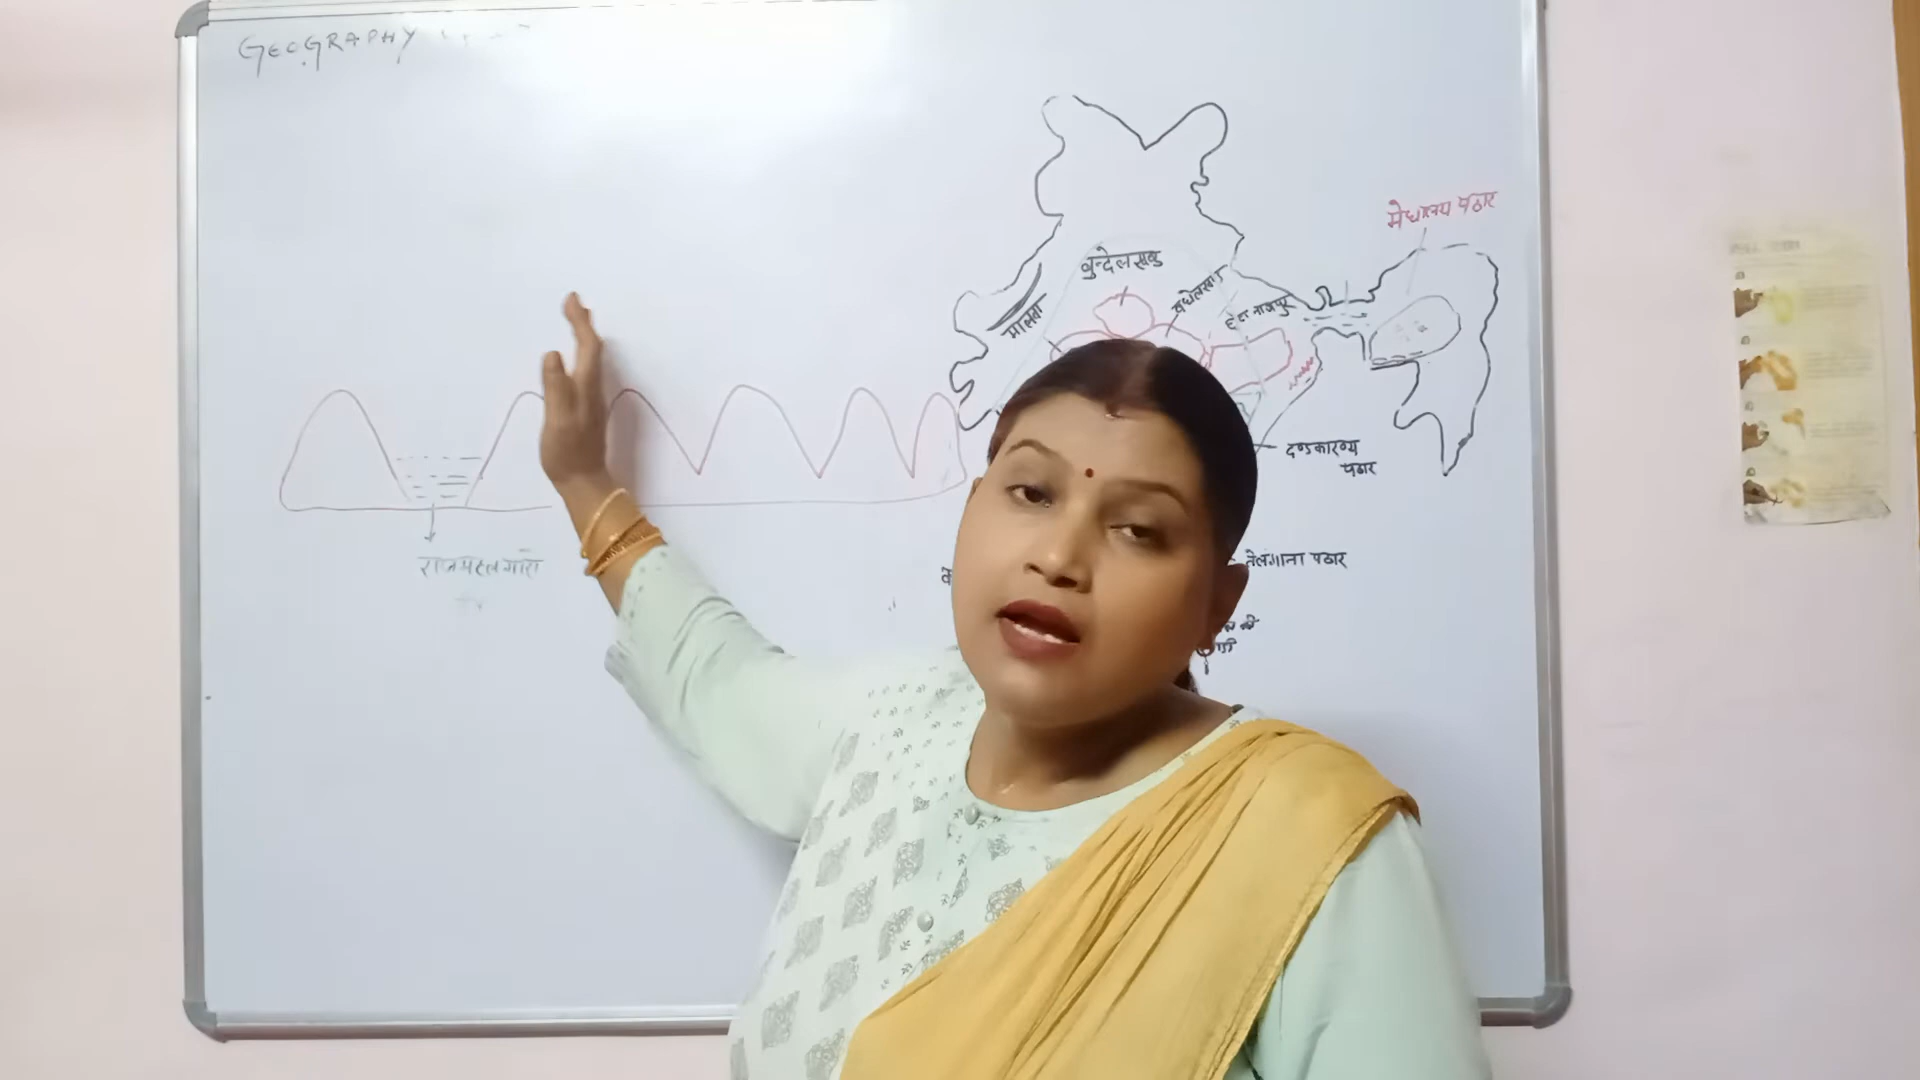 GEOGRAPHY
मेघालय पठार
बुन्देलखण्ड
बघेलखण्ड
छोटा नागपुर
मालवा
दण्डकारण्य
पठार
तेलंगाना पठार
राजमहल गारो